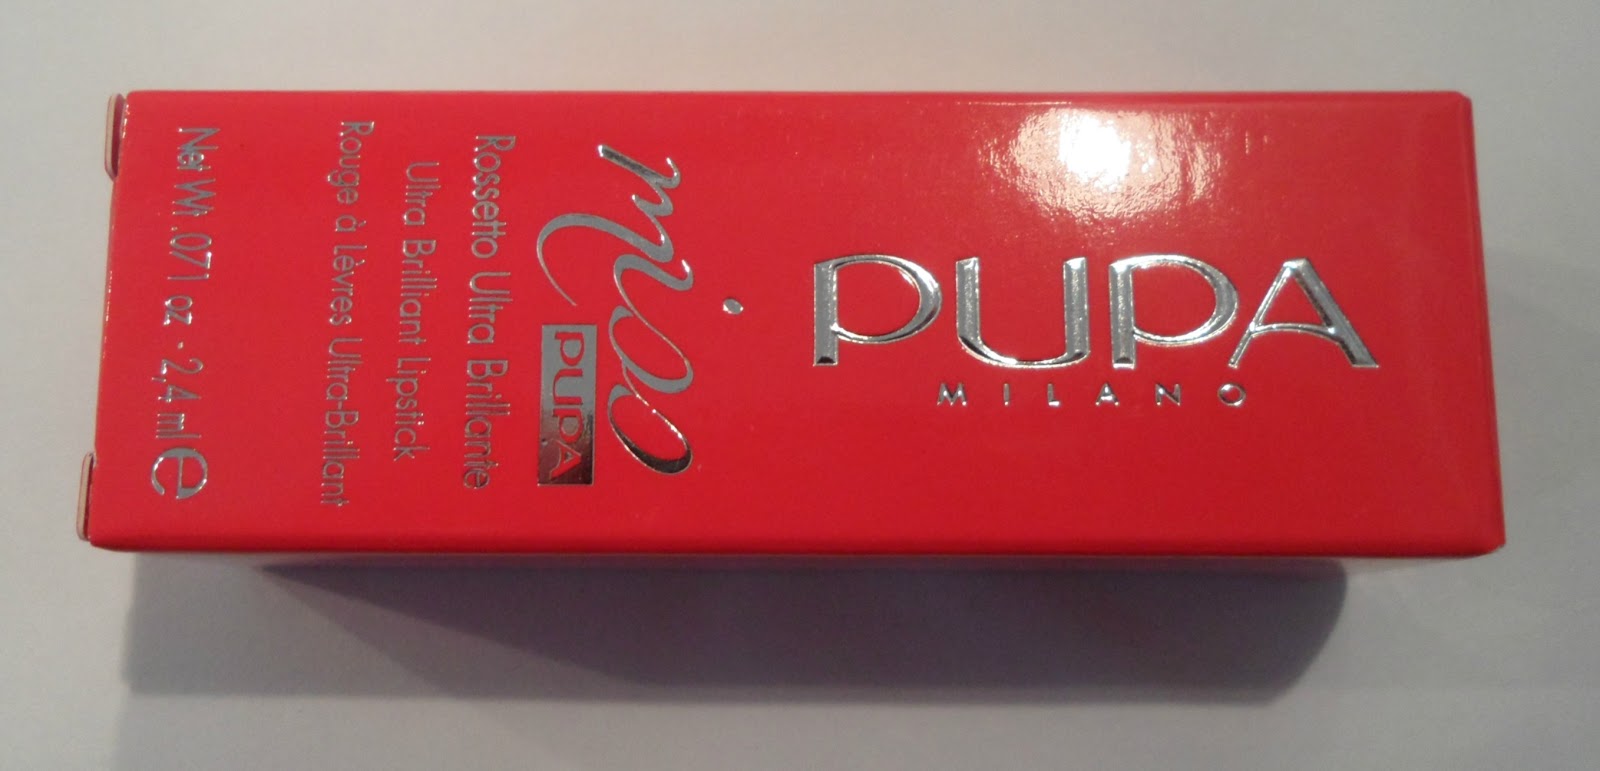 PUPA
MILANO
mioo
PUPA
Rossetto Ultra Brillante
Ultra Brilliant Lipstick
Rouge à Lèvres Ultra-Brillant
Net Wt. .071 oz - 2,4 ml e